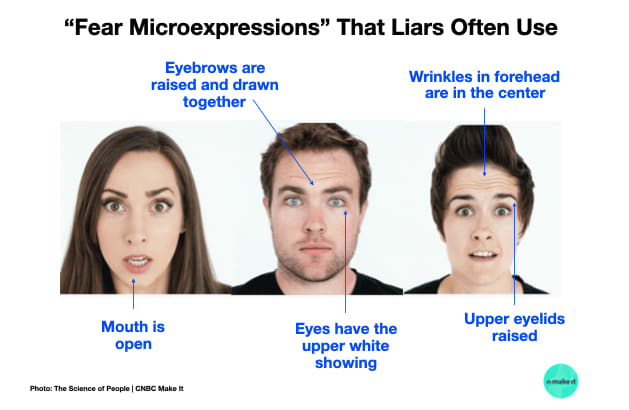 “Fear Microexpressions” That Liars Often Use
Eyebrows are
raised and drawn
together
Wrinkles in forehead
are in the center
Mouth is
open
Eyes have the
upper white
showing
Upper eyelids
raised
Photo: The Science of People | CNBC Make It
make it